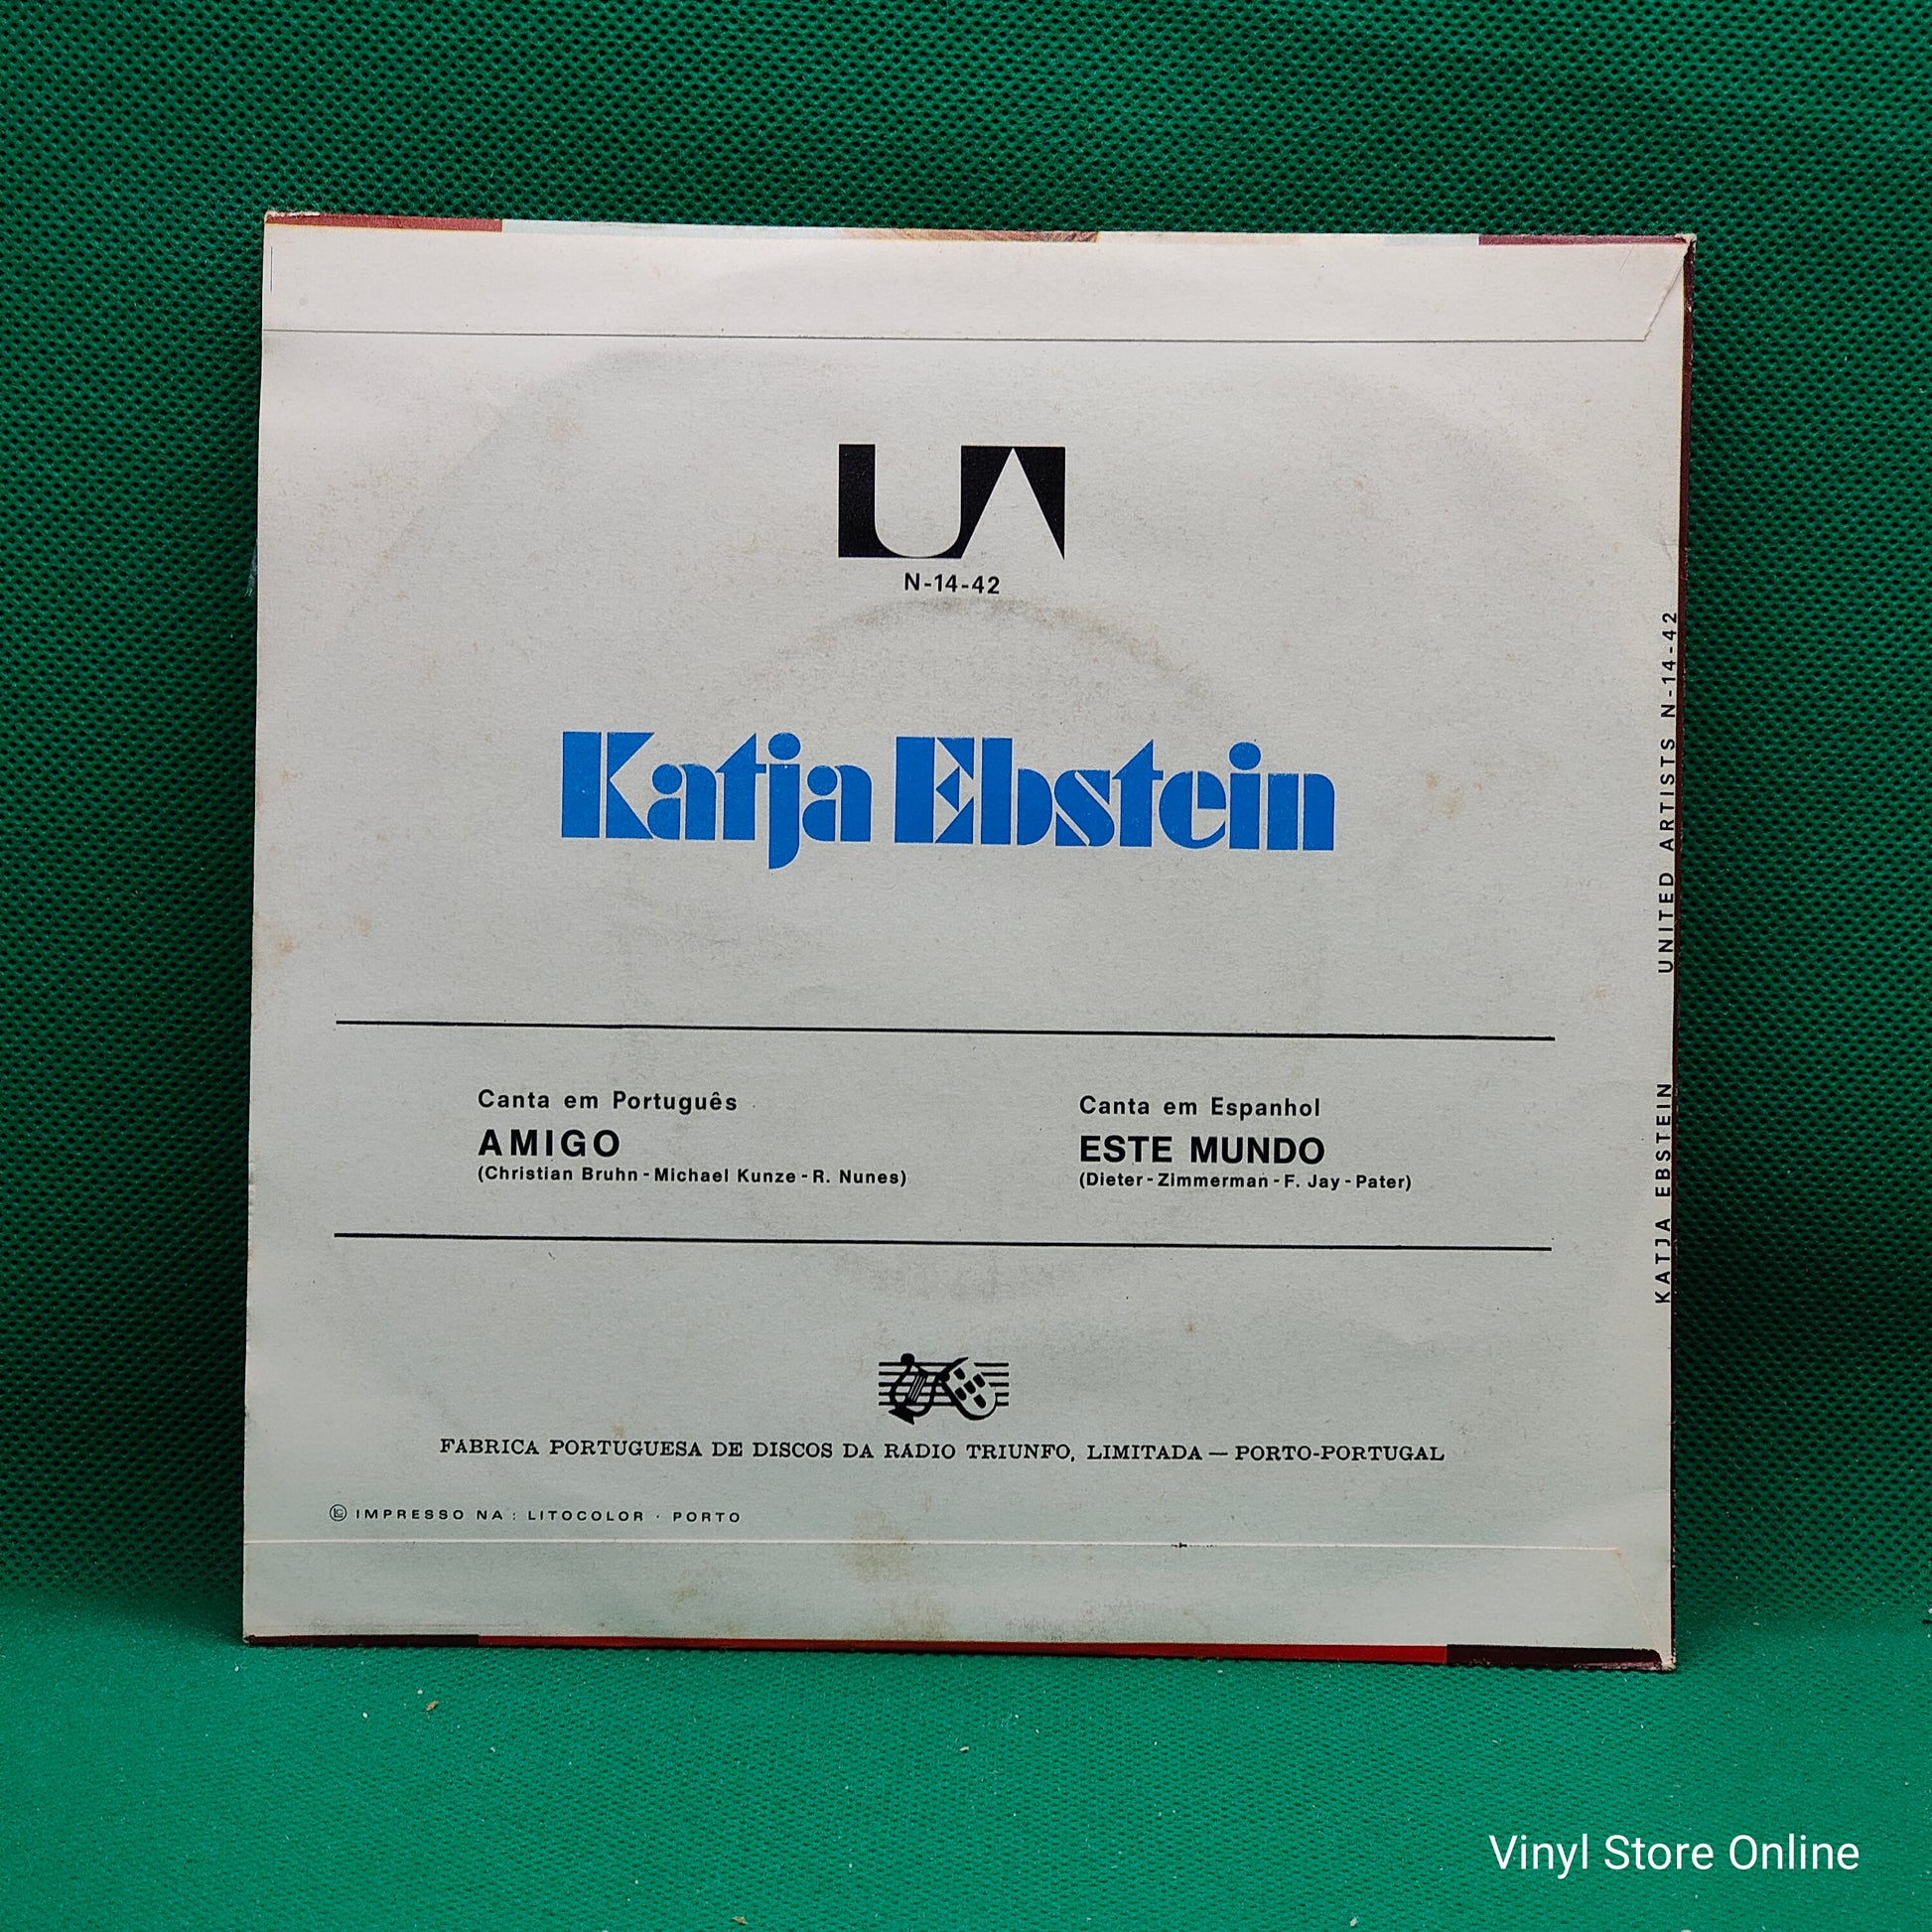 UA
N-14-42
Katja Ebstein
Canta em Português
AMIGO
(Christian Bruhn - Michael Kunze - R. Nunes)
Canta em Espanhol
ESTE MUNDO
(Dieter - Zimmerman - F. Jay - Pater)
FÁBRICA PORTUGUESA DE DISCOS DA RÁDIO TRIUNFO, LIMITADA — PORTO-PORTUGAL
IMPRESSO NA : LITOCOLOR · PORTO
KATJA EBSTEIN UNITED ARTISTS N-14-42
Vinyl Store Online